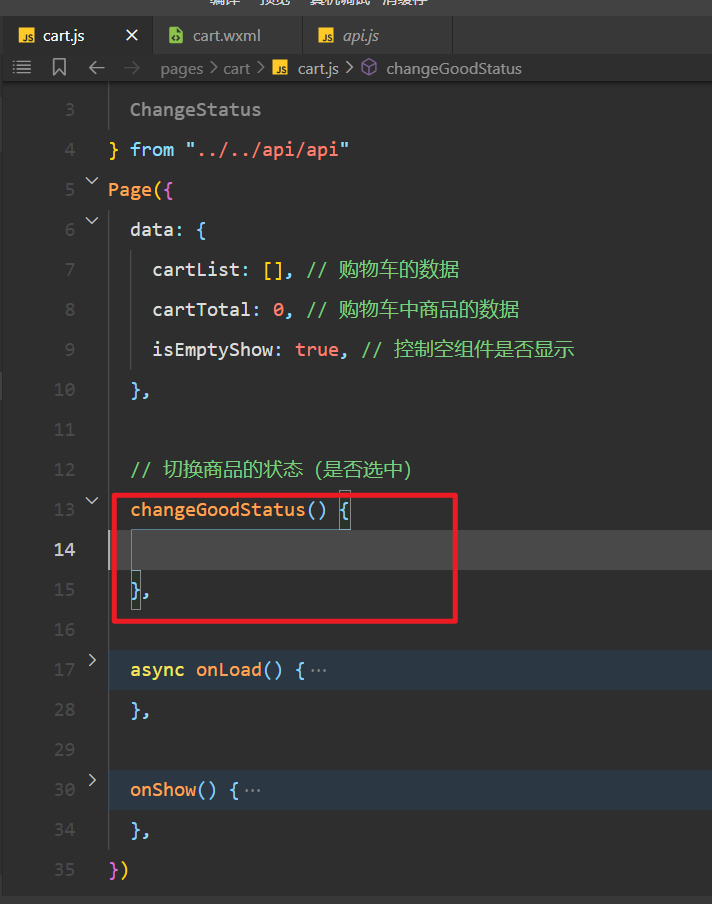 编译 预览 真机调试 清缓存
JS cart.js × cart.wxml JS api.js
pages > cart > JS cart.js > changeGoodStatus
3 ChangeStatus
4 } from "../../api/api"
5 Page({
6 data: {
7 cartList: [], // 购物车的数据
8 cartTotal: 0, // 购物车中商品的数据
9 isEmptyShow: true, // 控制空组件是否显示
10 },
11
12 // 切换商品的状态（是否选中）
13 changeGoodStatus() {
14
15 },
16
17 async onLoad() { ···
28 },
29
30 onShow() { ···
34 },
35 })